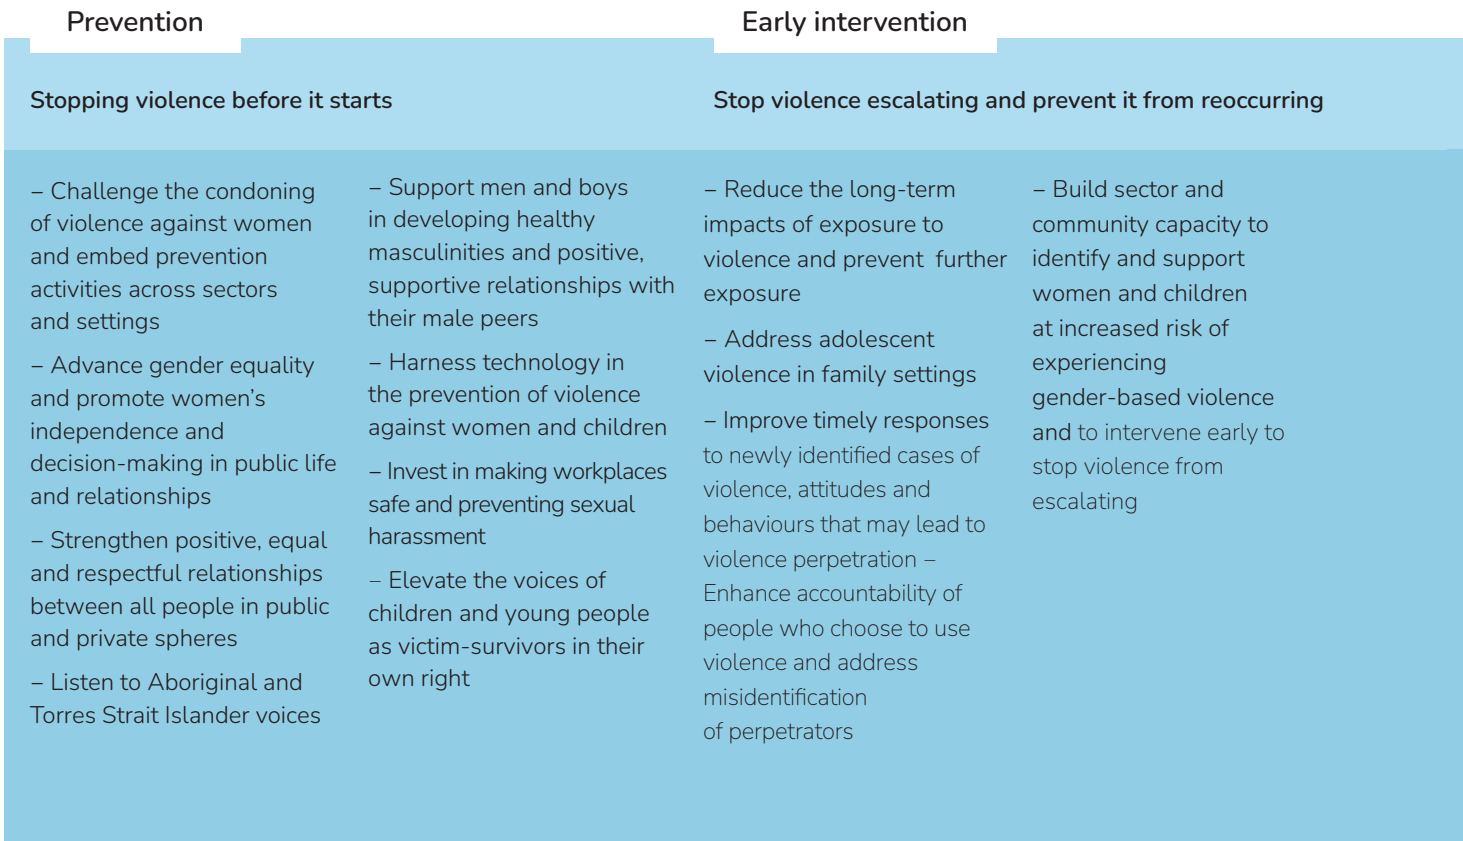 Prevention
Stopping violence before it starts
– Challenge the condoning
of violence against women
and embed prevention
activities across sectors
and settings
– Advance gender equality
and promote women’s
independence and
decision-making in public life
and relationships
– Strengthen positive, equal
and respectful relationships
between all people in public
and private spheres
– Listen to Aboriginal and
Torres Strait Islander voices
– Support men and boys
in developing healthy
masculinities and positive,
supportive relationships with
their male peers
– Harness technology in
the prevention of violence
against women and children
– Invest in making workplaces
safe and preventing sexual
harassment
– Elevate the voices of
children and young people
as victim-survivors in their
own right
Early intervention
Stop violence escalating and prevent it from reoccurring
– Reduce the long-term
impacts of exposure to
violence and prevent further
exposure
– Address adolescent
violence in family settings
– Improve timely responses
to newly identified cases of
violence, attitudes and
behaviours that may lead to
violence perpetration –
Enhance accountability of
people who choose to use
violence and address
misidentification
of perpetrators
– Build sector and
community capacity to
identify and support
women and children
at increased risk of
experiencing
gender-based violence
and to intervene early to
stop violence from
escalating